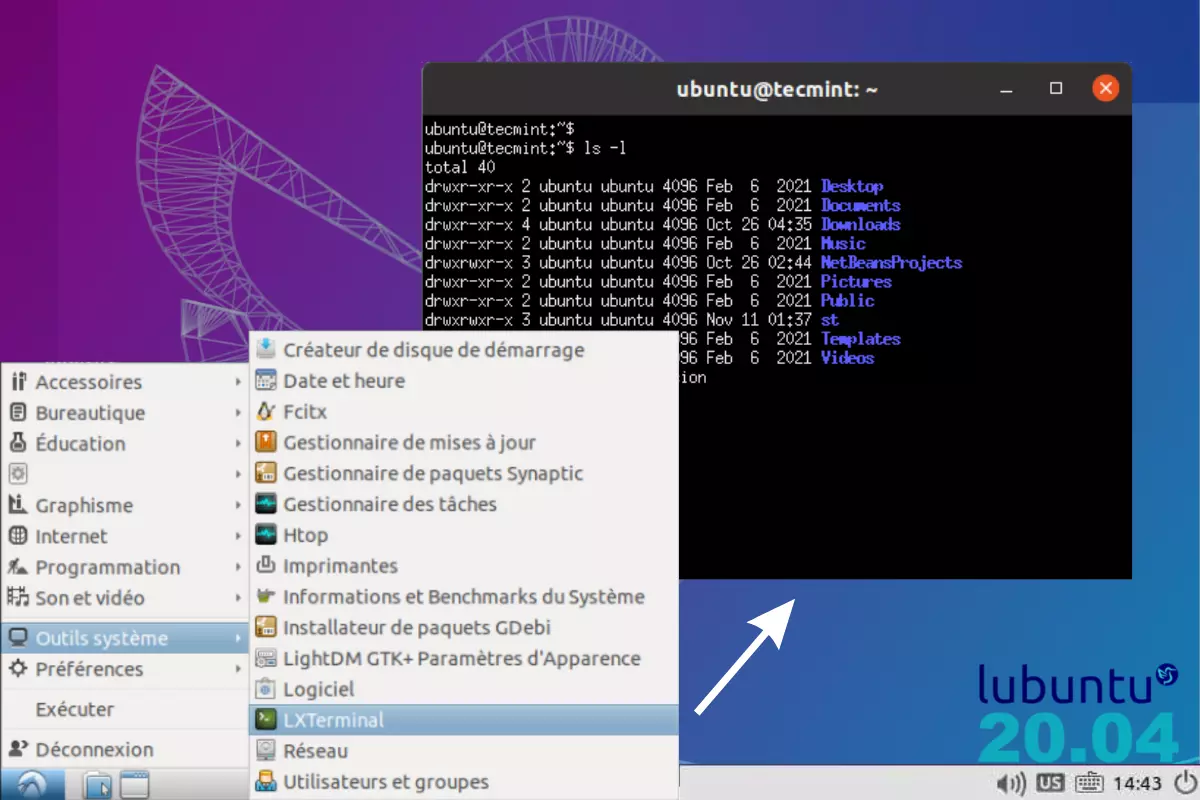 ubuntu@tecmint: ~
ubuntu@tecmint:~$
ubuntu@tecmint:~$ ls -l
total 40
drwxr-xr-x 2 ubuntu ubuntu 4096 Feb  6  2021 Desktop
drwxr-xr-x 2 ubuntu ubuntu 4096 Feb  6  2021 Documents
drwxr-xr-x 4 ubuntu ubuntu 4096 Oct 26 04:35 Downloads
drwxr-xr-x 2 ubuntu ubuntu 4096 Feb  6  2021 Music
drwxrwxr-x 3 ubuntu ubuntu 4096 Oct 26 02:44 NetBeansProjects
drwxr-xr-x 2 ubuntu ubuntu 4096 Feb  6  2021 Pictures
drwxr-xr-x 2 ubuntu ubuntu 4096 Feb  6  2021 Public
drwxrwxr-x 3 ubuntu ubuntu 4096 Nov 11 01:37 st
96 Feb  6  2021 Templates
96 Feb  6  2021 Videos
ion
Accessoires
Bureautique
Éducation
Graphisme
Internet
Programmation
Son et vidéo
Outils système
Préférences
Exécuter
Déconnexion
Créateur de disque de démarrage
Date et heure
Fcitx
Gestionnaire de mises à jour
Gestionnaire de paquets Synaptic
Gestionnaire des tâches
Htop
Imprimantes
Informations et Benchmarks du Système
Installateur de paquets GDebi
LightDM GTK+ Paramètres d'Apparence
Logiciel
LXTerminal
Réseau
Utilisateurs et groupes
lubuntu
20.04
US 14:43